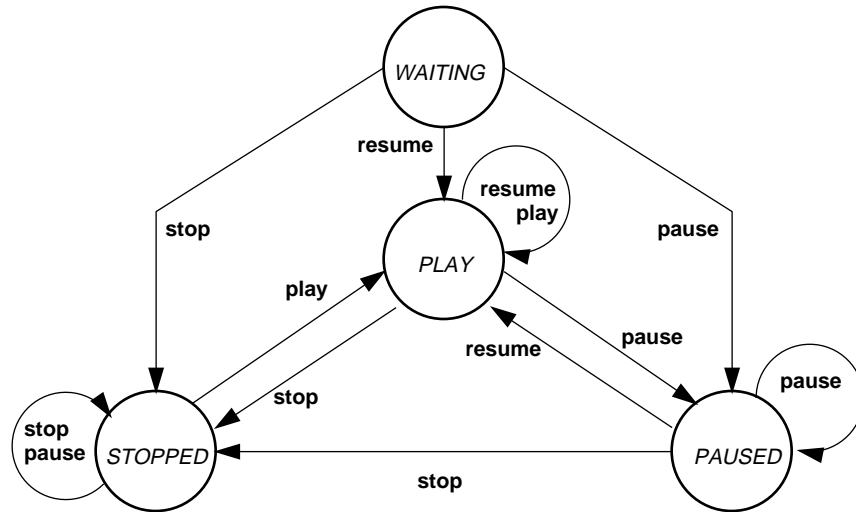 WAITING
resume
resume
play
stop
pause
PLAY
play
pause
resume
pause
stop
stop
pause
STOPPED
PAUSED
stop